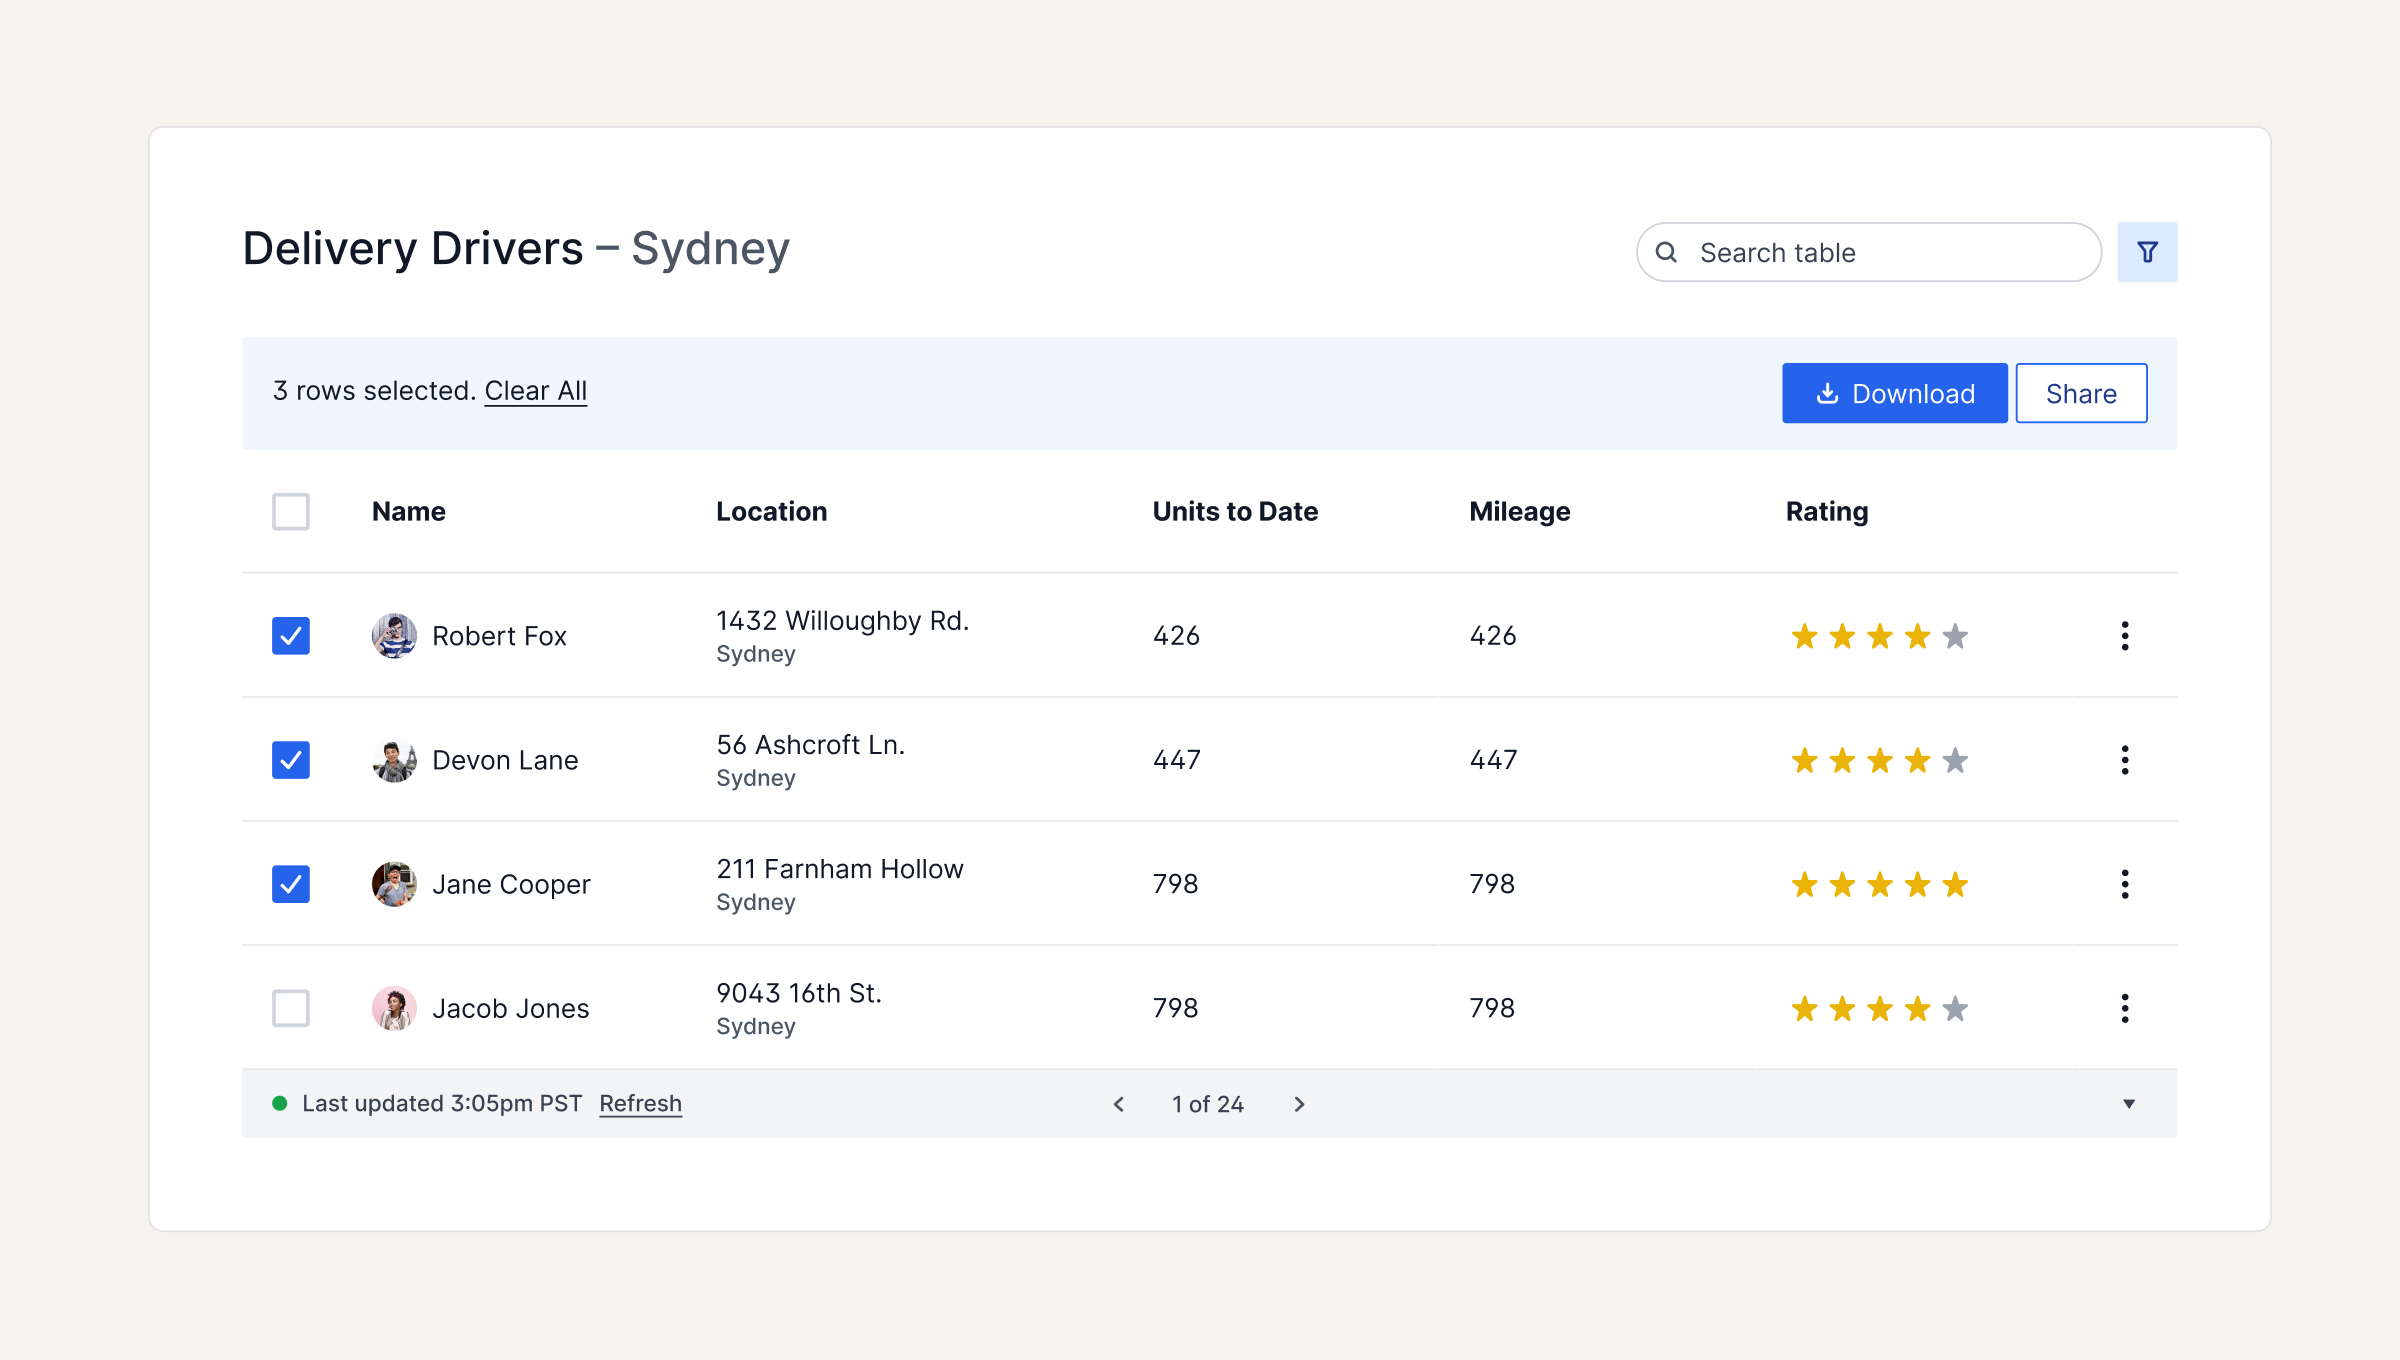 Delivery Drivers – Sydney
Search table
3 rows selected. Clear All
Download
Share
Name Location Units to Date Mileage Rating
Robert Fox
1432 Willoughby Rd.
Sydney
426
426
Devon Lane
56 Ashcroft Ln.
Sydney
447
447
Jane Cooper
211 Farnham Hollow
Sydney
798
798
Jacob Jones
9043 16th St.
Sydney
798
798
Last updated 3:05pm PST Refresh
1 of 24